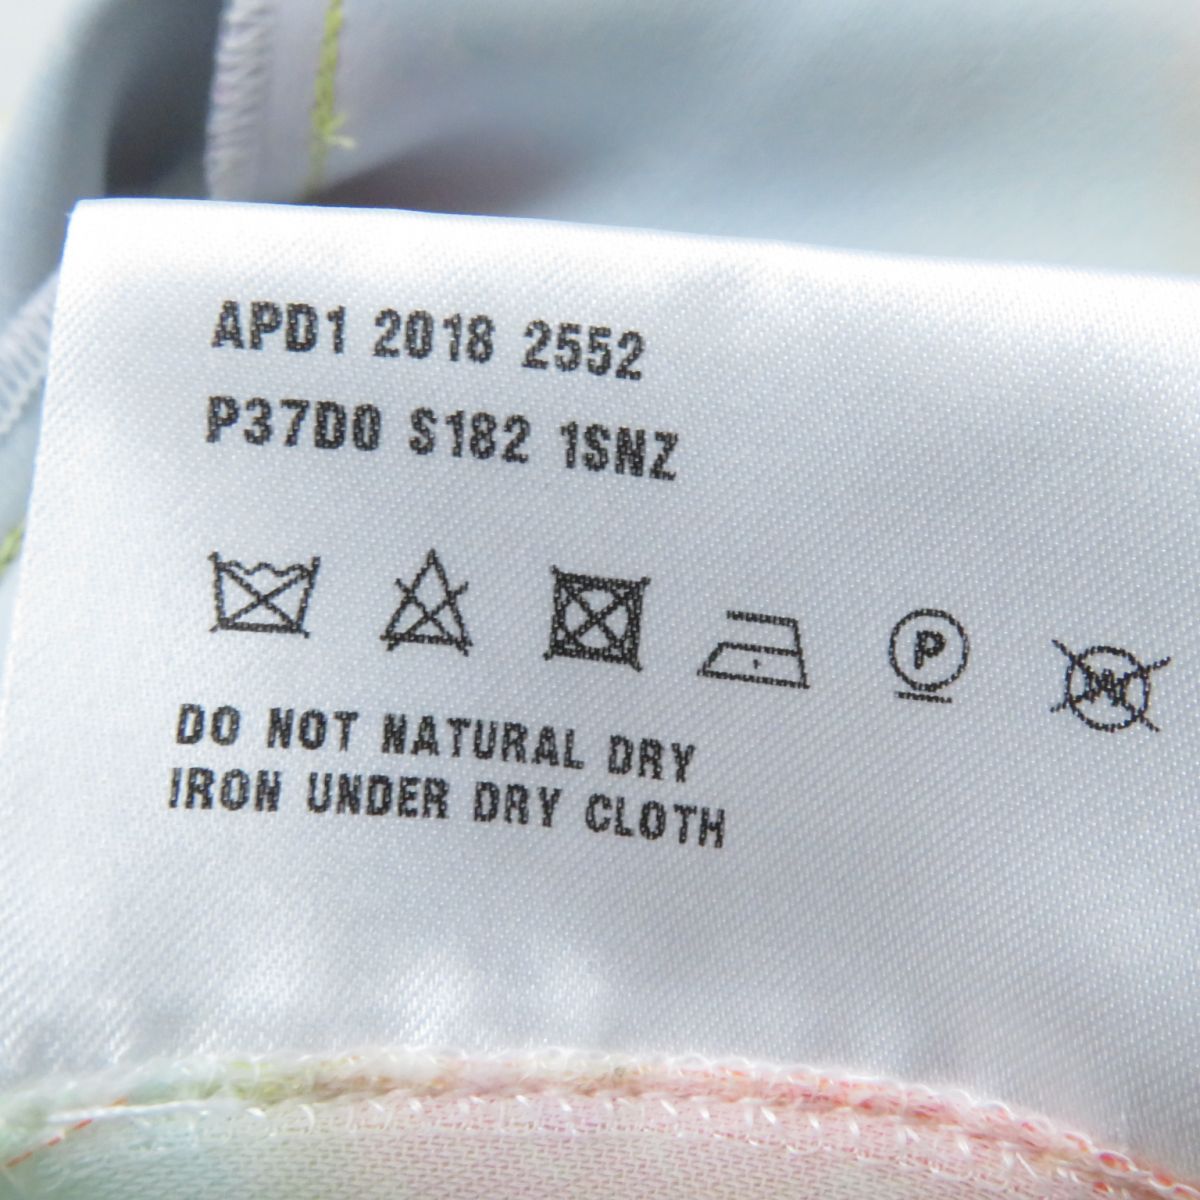 APD1 2018 2552
P37D0 S182 1SNZ
P W
DO NOT NATURAL DRY
IRON UNDER DRY CLOTH